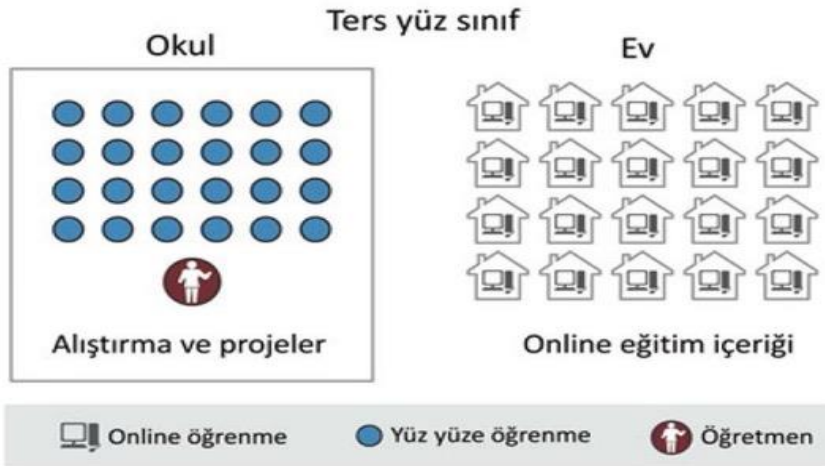 Ters yüz sınıf
Okul
Ev
Alıştırma ve projeler
Online eğitim içeriği
Online öğrenme
Yüz yüze öğrenme
Öğretmen